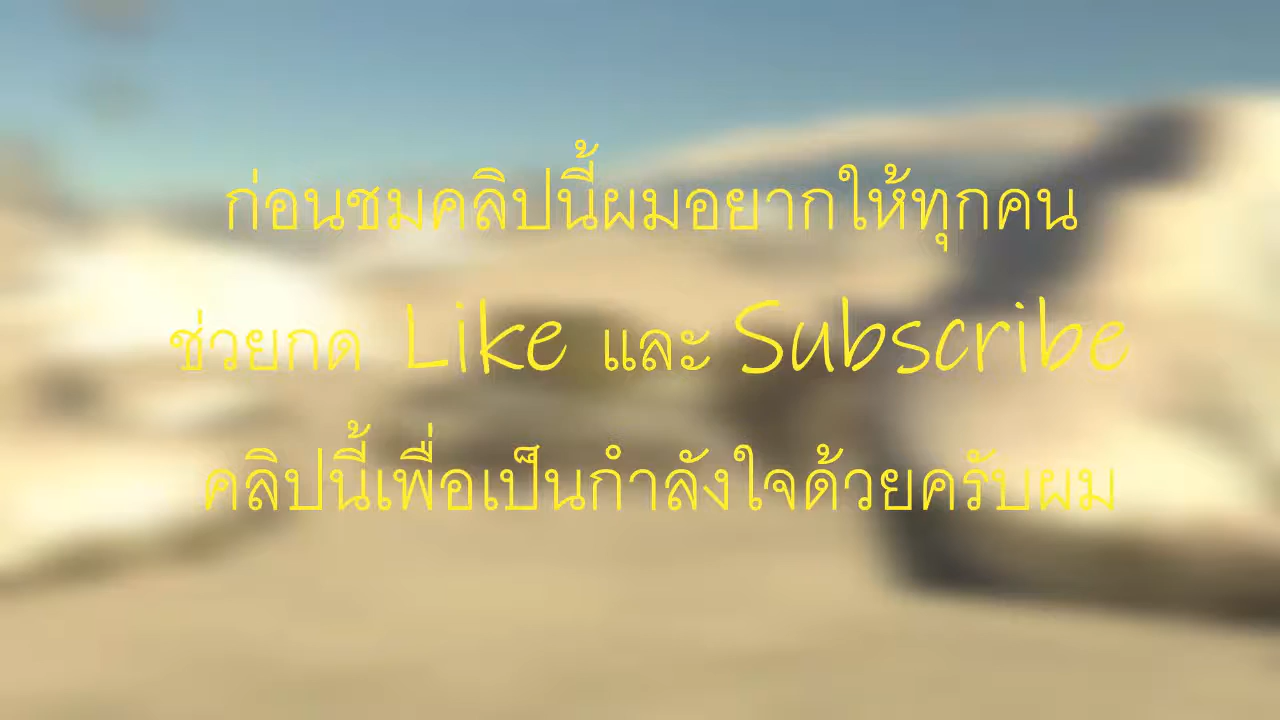 ก่อนชมคลิปนี้ผมอยากให้ทุกคน
ช่วยกด Like และ Subscribe
คลิปนี้เพื่อเป็นกำลังใจด้วยครับผม